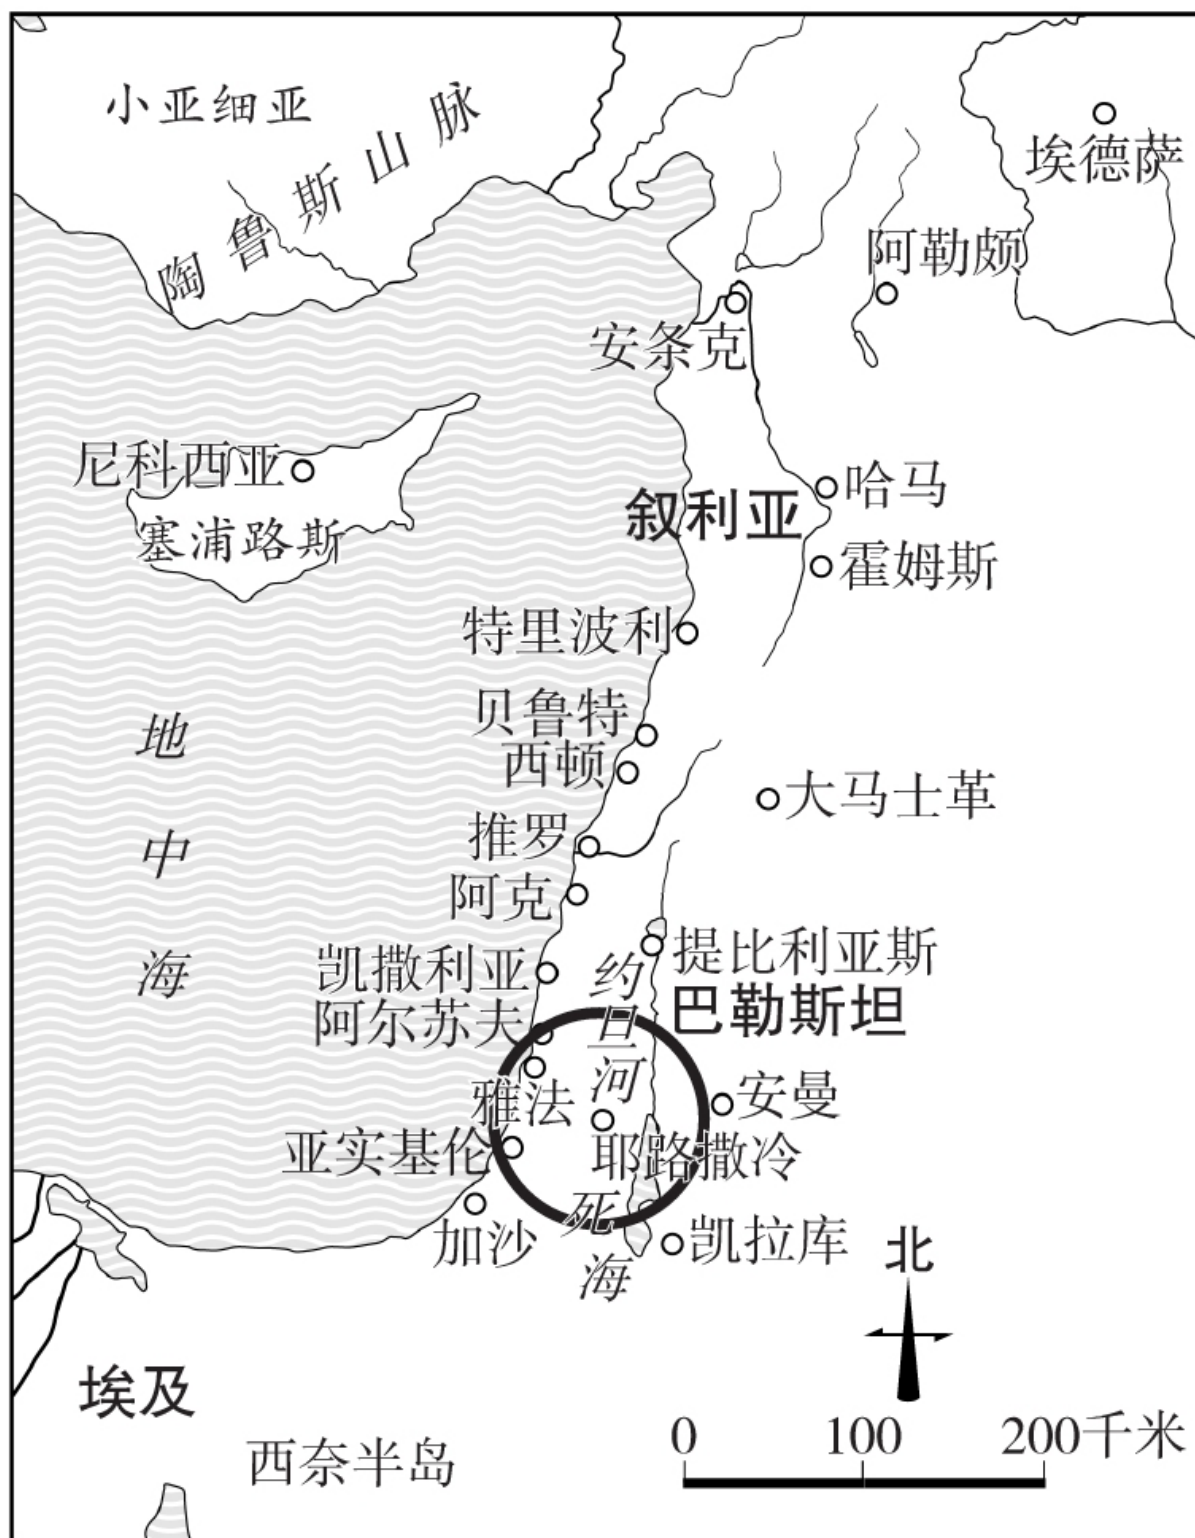 小亚细亚
陶鲁斯山脉
埃德萨
阿勒颇
安条克
尼科西亚
塞浦路斯
哈马
叙利亚
霍姆斯
特里波利
贝鲁特
西顿
大马士革
推罗
阿克
地中海
提比利亚斯
凯撒利亚
约旦河
巴勒斯坦
阿尔苏夫
雅法
安曼
耶路撒冷
亚实基伦
死海
加沙
凯拉库
北
埃及
西奈半岛
0 100 200千米